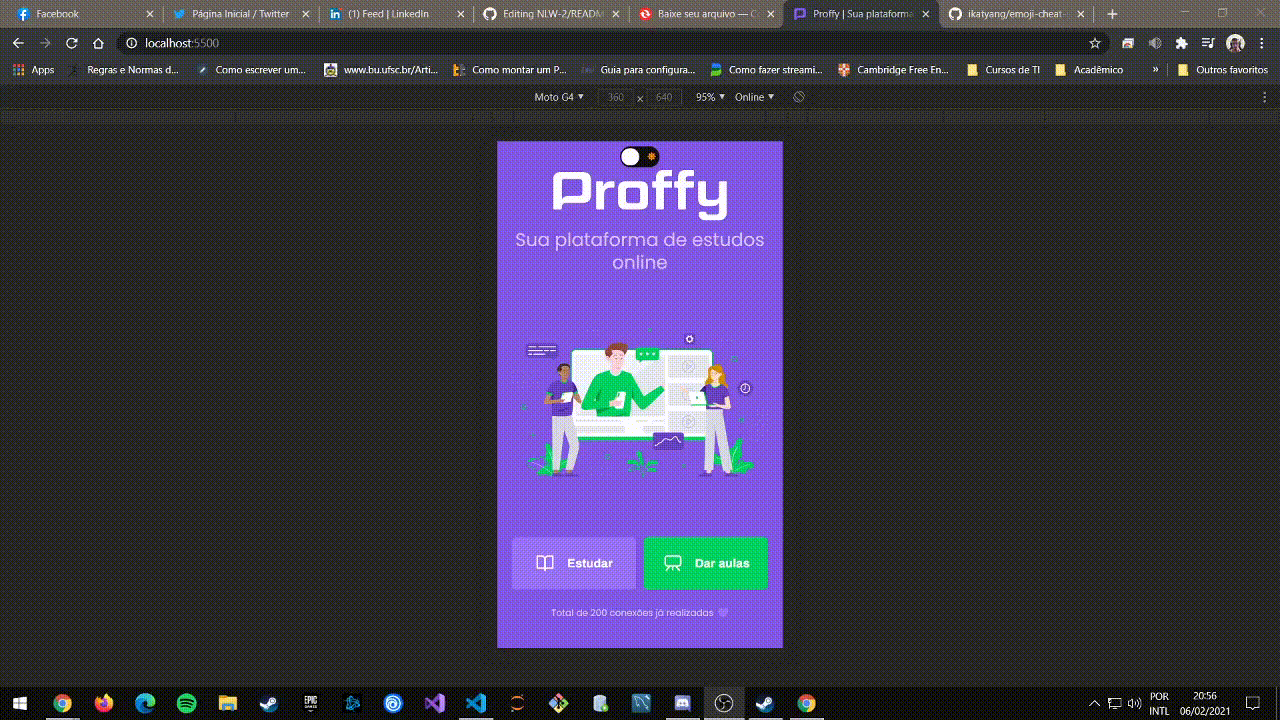 Facebook
Página Inicial / Twitter
(1) Feed | LinkedIn
Editing NLW-2/READM
Baixe seu arquivo — C
Proffy | Sua plataforma
ikatyang/emoji-cheat
localhost:5500
Apps
Regras e Normas d...
Como escrever um...
www.bu.ufsc.br/Arti...
Como montar um P...
Guia para configura...
Como fazer streami...
Cambridge Free En...
Cursos de TI
Acadêmico
»
Outros favoritos
Moto G4 ▼ 360 x 640 95% ▼ Online ▼
Proffy
Sua plataforma de estudos
online
Estudar
Dar aulas
Total de 200 conexões já realizadas
EPIC
GAMES
POR
INTL
20:56
06/02/2021